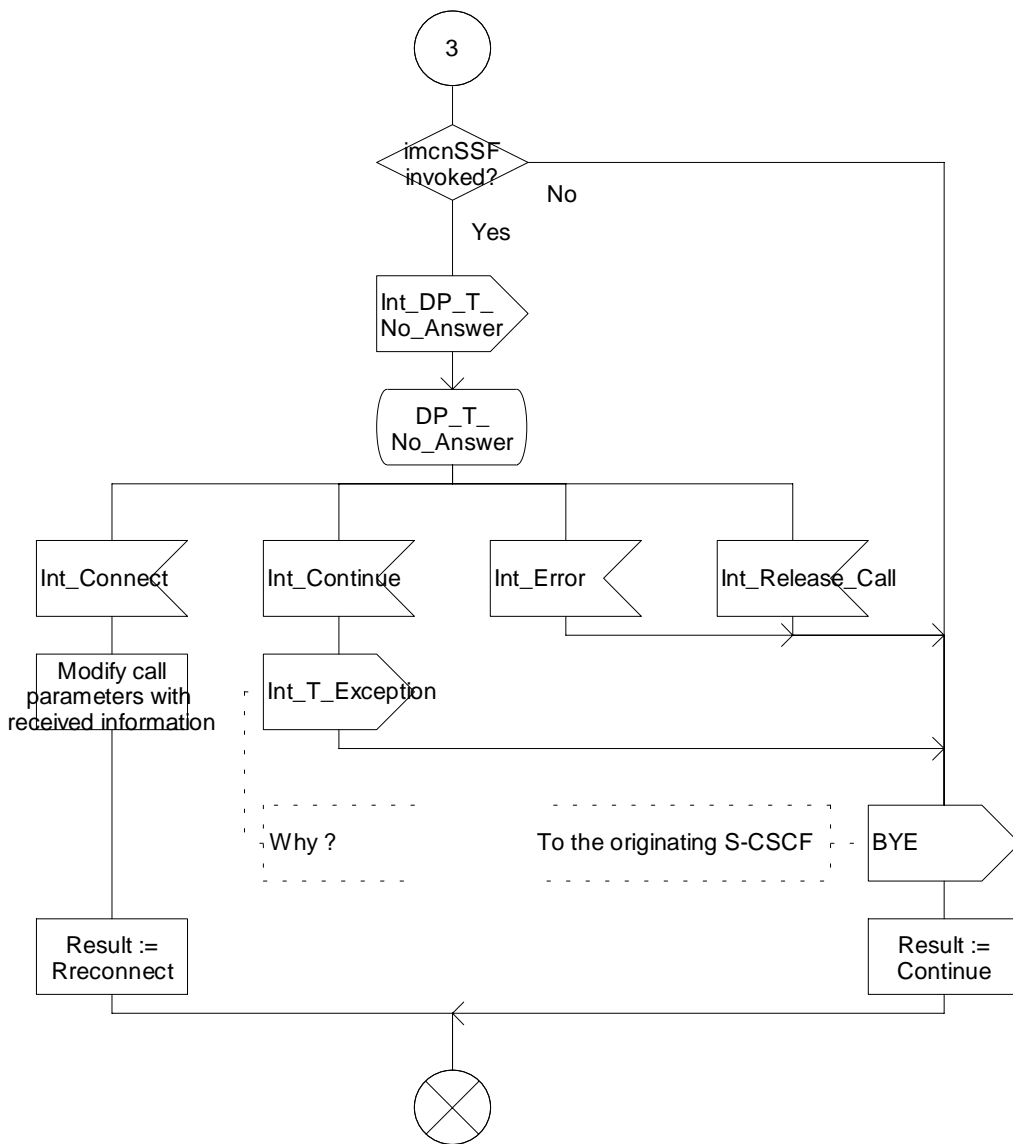 3
imcnSSF
invoked?
No
Yes
Int_DP_T_
No_Answer
DP_T_
No_Answer
Int_Connect
Int_Continue
Int_Error
Int_Release_Call
Modify call
parameters with
received information
Int_T_Exception
Why ?
To the originating S-CSCF
BYE
Result :=
Rreconnect
Result :=
Continue